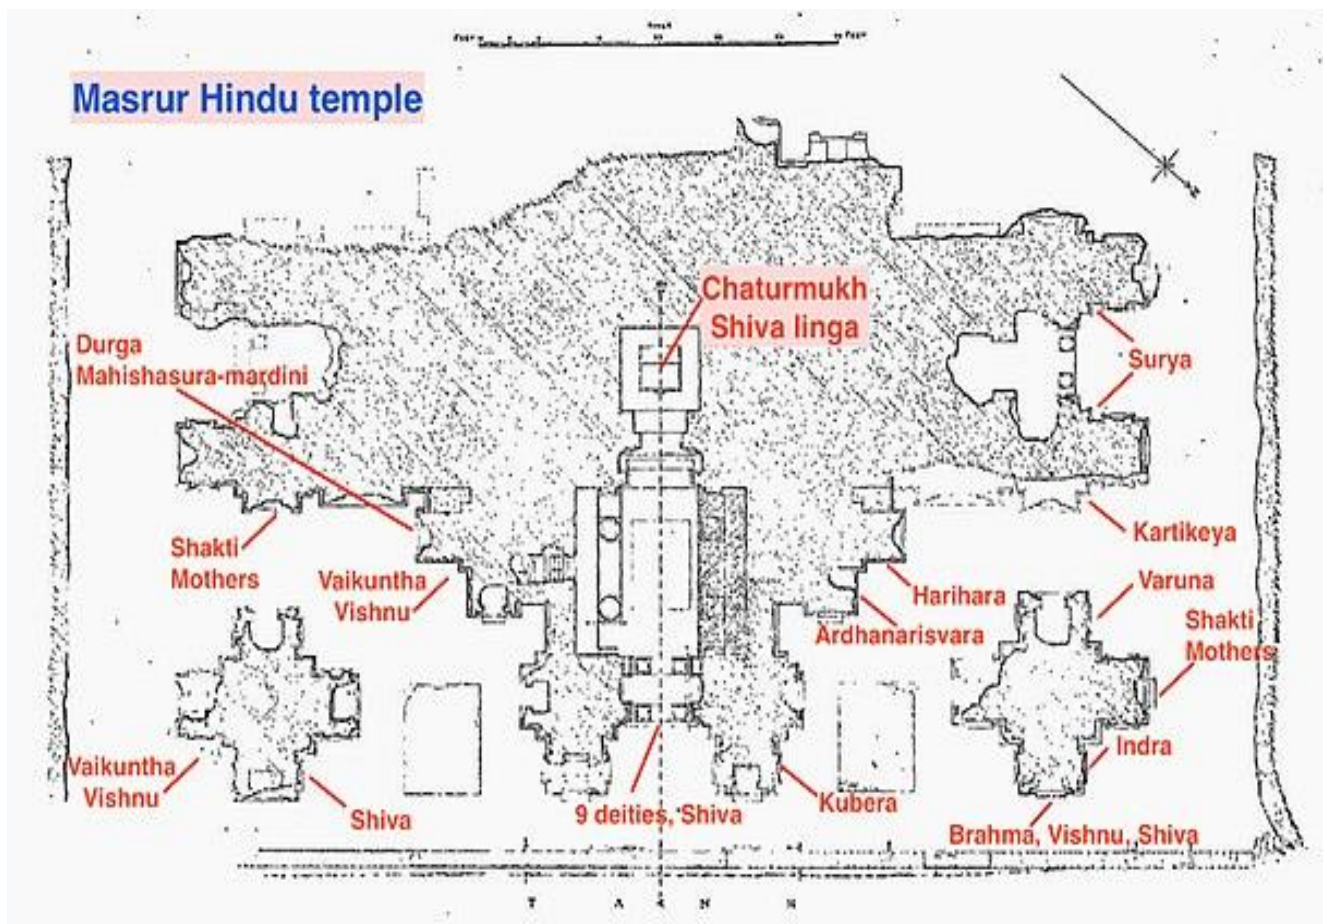 Masrur Hindu temple
Chaturmukh
Shiva linga
Durga
Mahishasura-mardini
Surya
Shakti
Mothers
Vaikuntha
Vishnu
Kartikeya
Harihara
Varuna
Ardhanarisvara
Shakti
Mothers
Indra
Vaikuntha
Vishnu
Shiva
9 deities, Shiva
Kubera
Brahma, Vishnu, Shiva